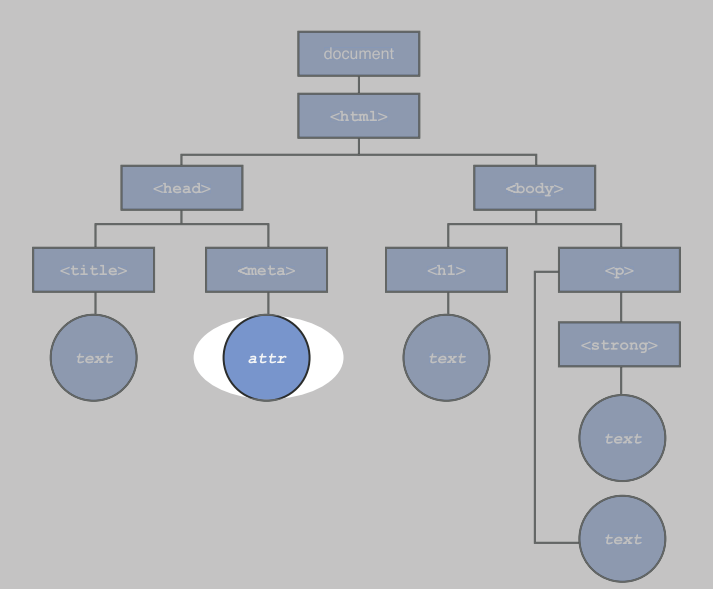 document
<html>
<head>
<body>
<title>
<meta>
<h1>
<p>
text
attr
text
<strong>
text
text